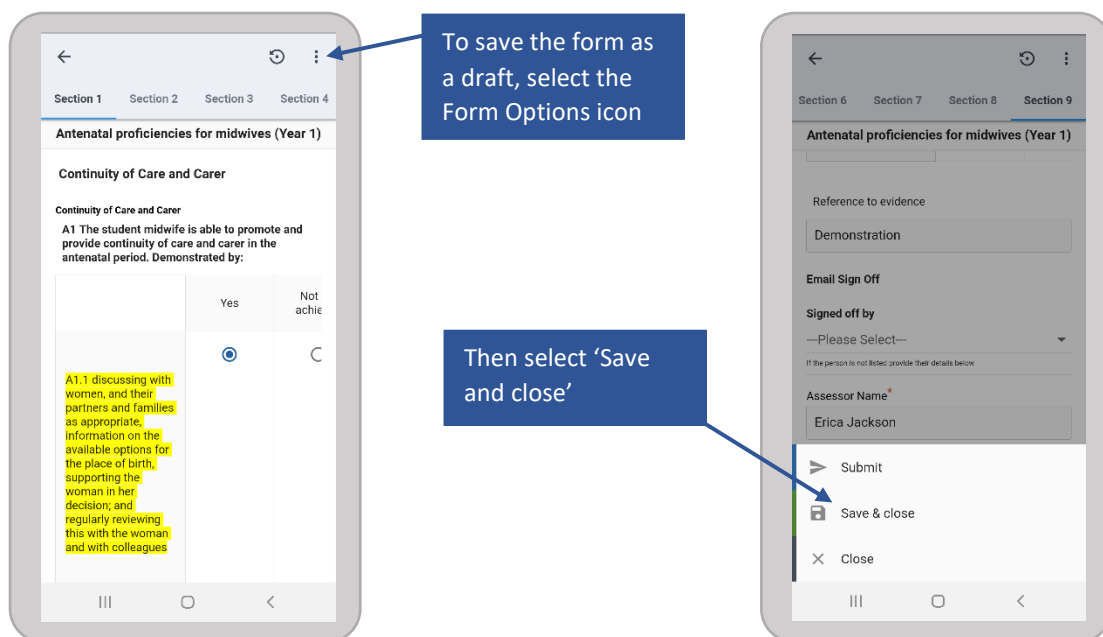 Section 1 Section 2 Section 3 Section 4
Antenatal proficiencies for midwives (Year 1)
Continuity of Care and Carer
Continuity of Care and Carer
A1 The student midwife is able to promote and
provide continuity of care and carer in the
antenatal period. Demonstrated by:
Yes
Not
achie
A1.1 discussing with
women, and their
partners and families
as appropriate,
information on the
available options for
the place of birth,
supporting the
woman in her
decision; and
regularly reviewing
this with the woman
and with colleagues
To save the form as
a draft, select the
Form Options icon
Then select ‘Save
and close’
Section 6 Section 7 Section 8 Section 9
Antenatal proficiencies for midwives (Year 1)
Reference to evidence
Demonstration
Email Sign Off
Signed off by
---Please Select---
If the person is not listed provide their details below
Assessor Name*
Erica Jackson
Submit
Save & close
Close